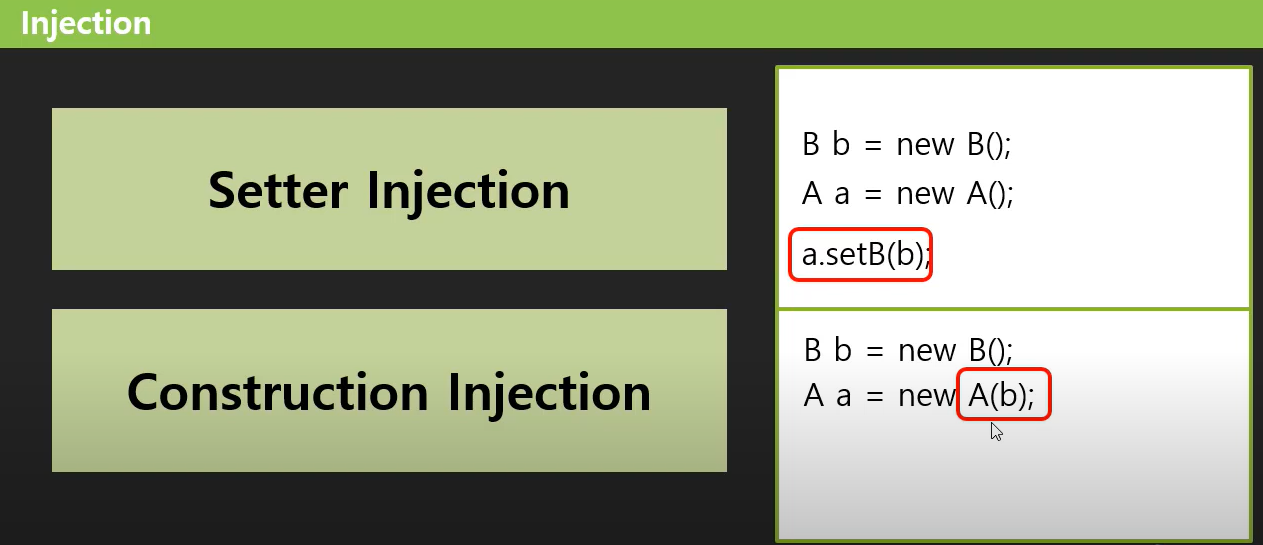 Injection
Setter Injection
B b = new B();
A a = new A();
a.setB(b);
Construction Injection
B b = new B();
A a = new A(b);